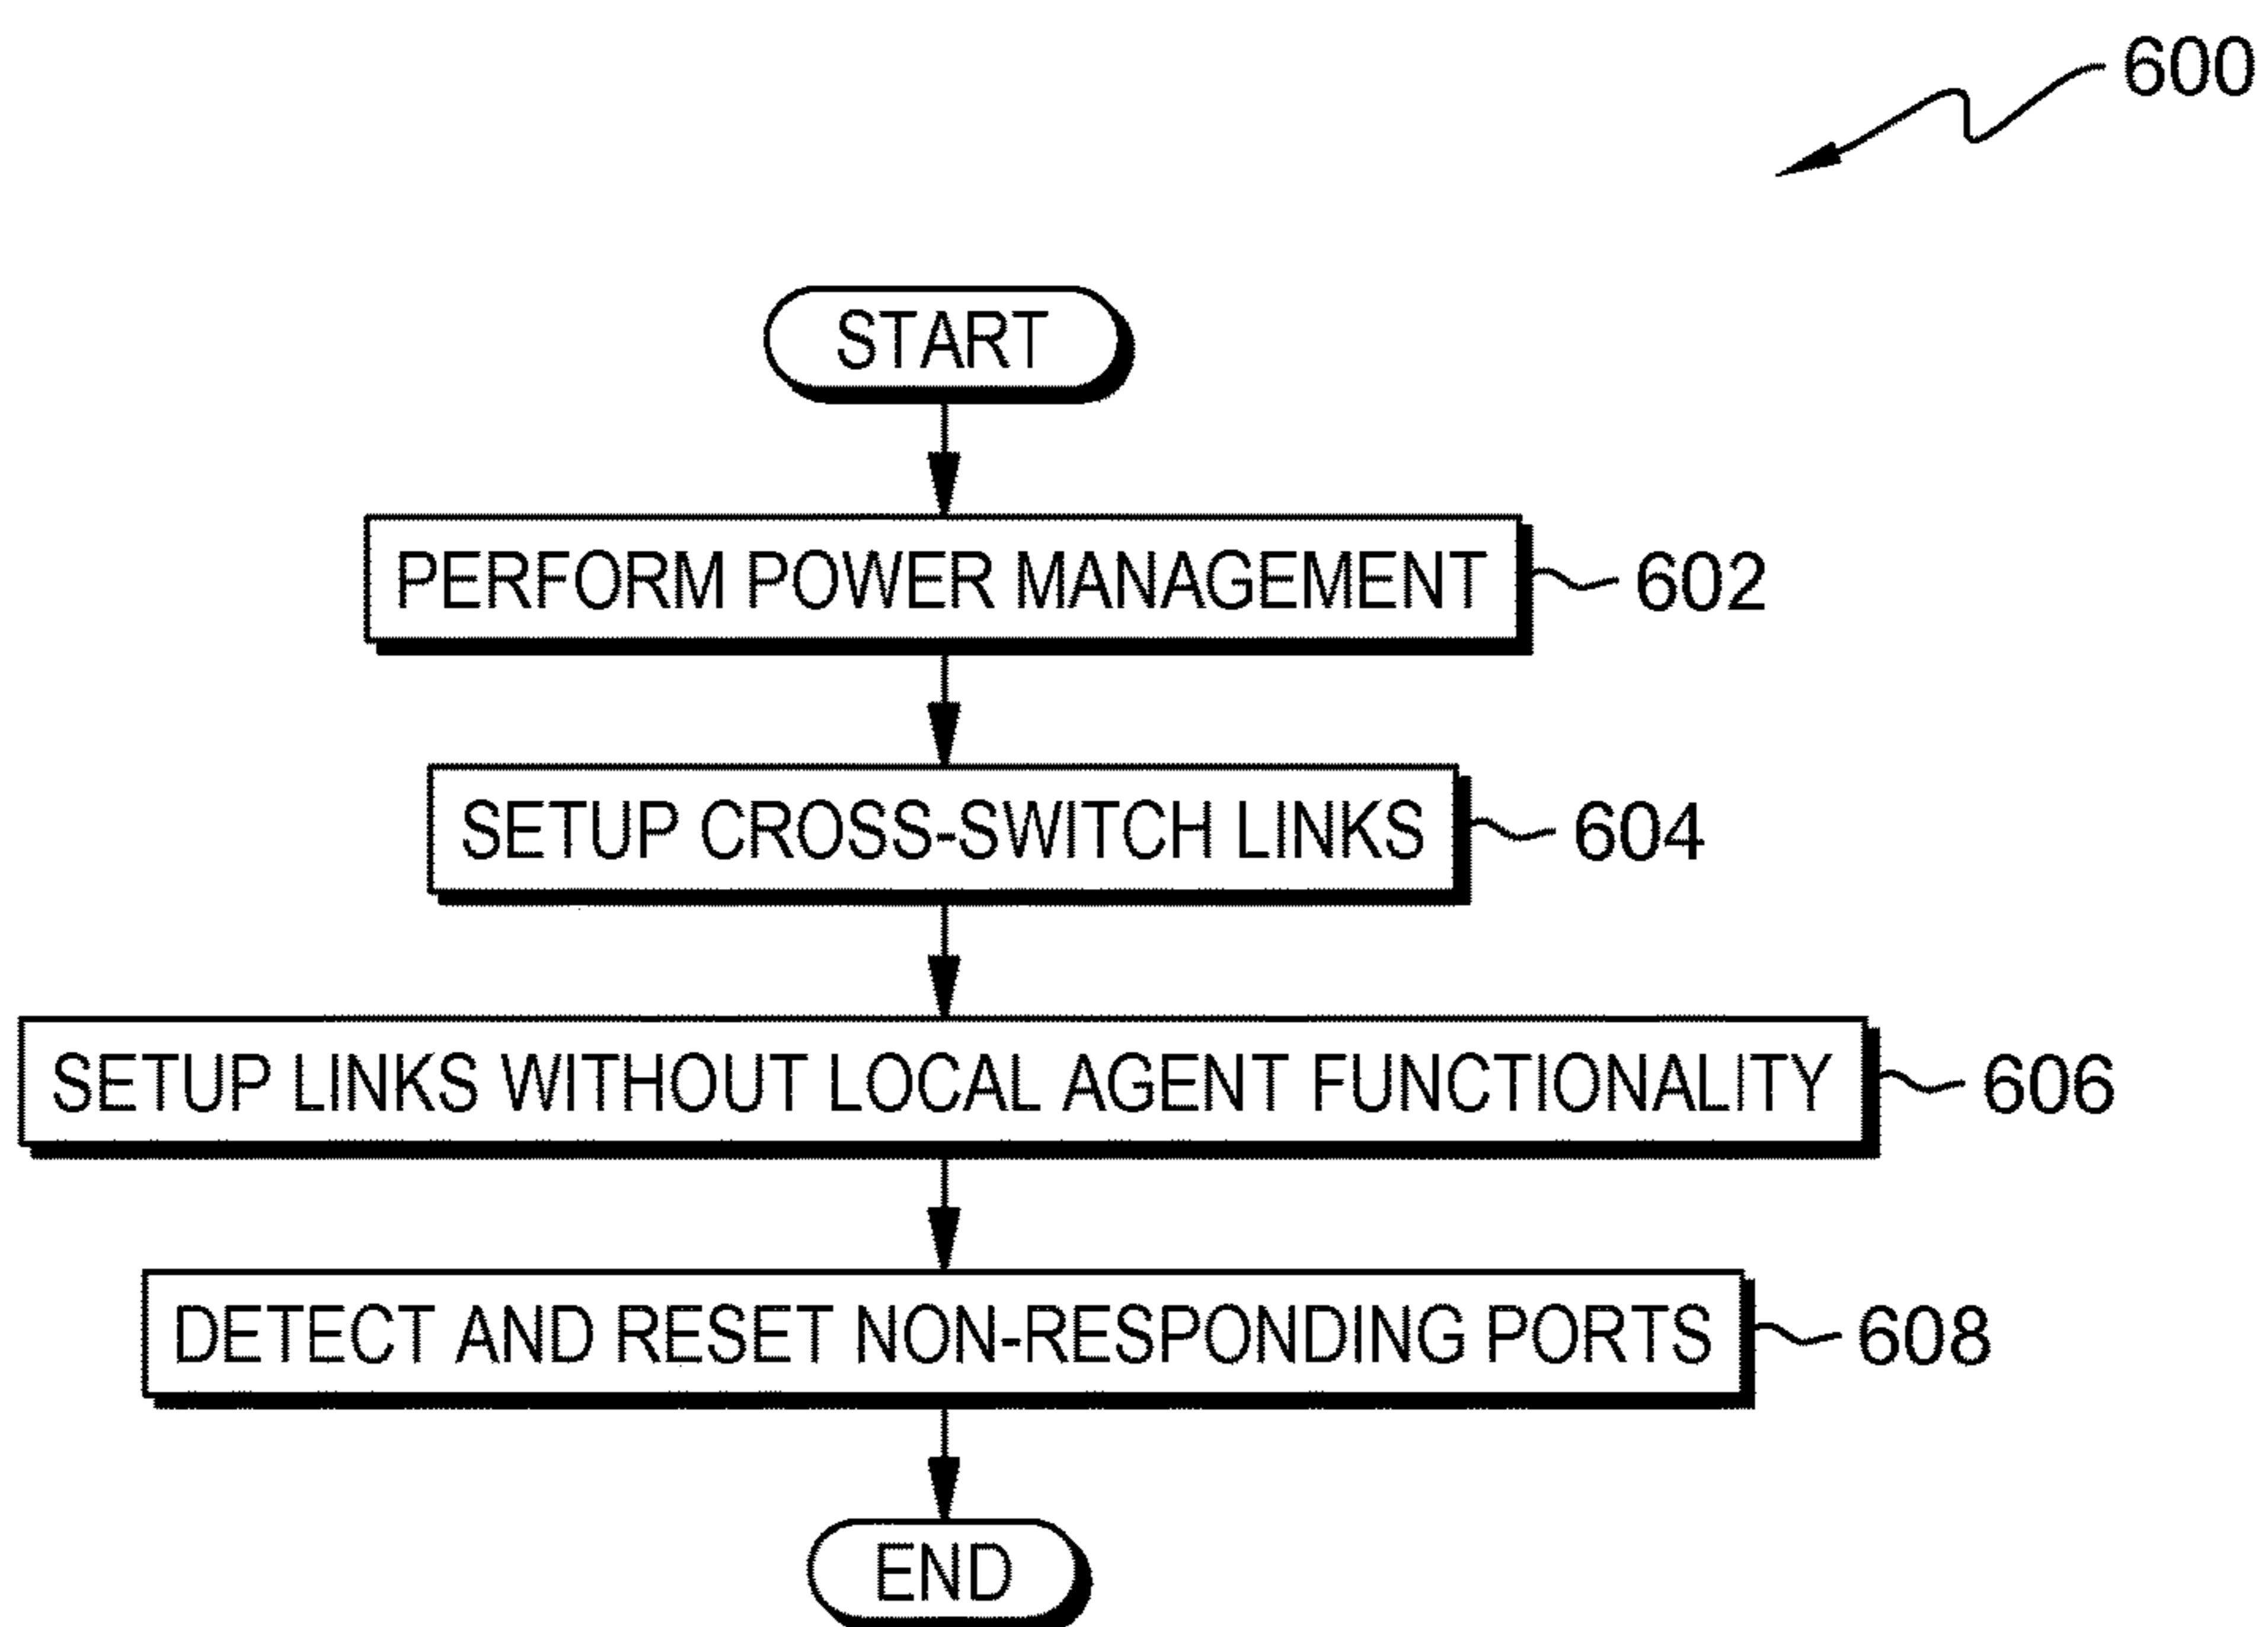 600
START
PERFORM POWER MANAGEMENT
602
SETUP CROSS-SWITCH LINKS
604
SETUP LINKS WITHOUT LOCAL AGENT FUNCTIONALITY
606
DETECT AND RESET NON-RESPONDING PORTS
608
END